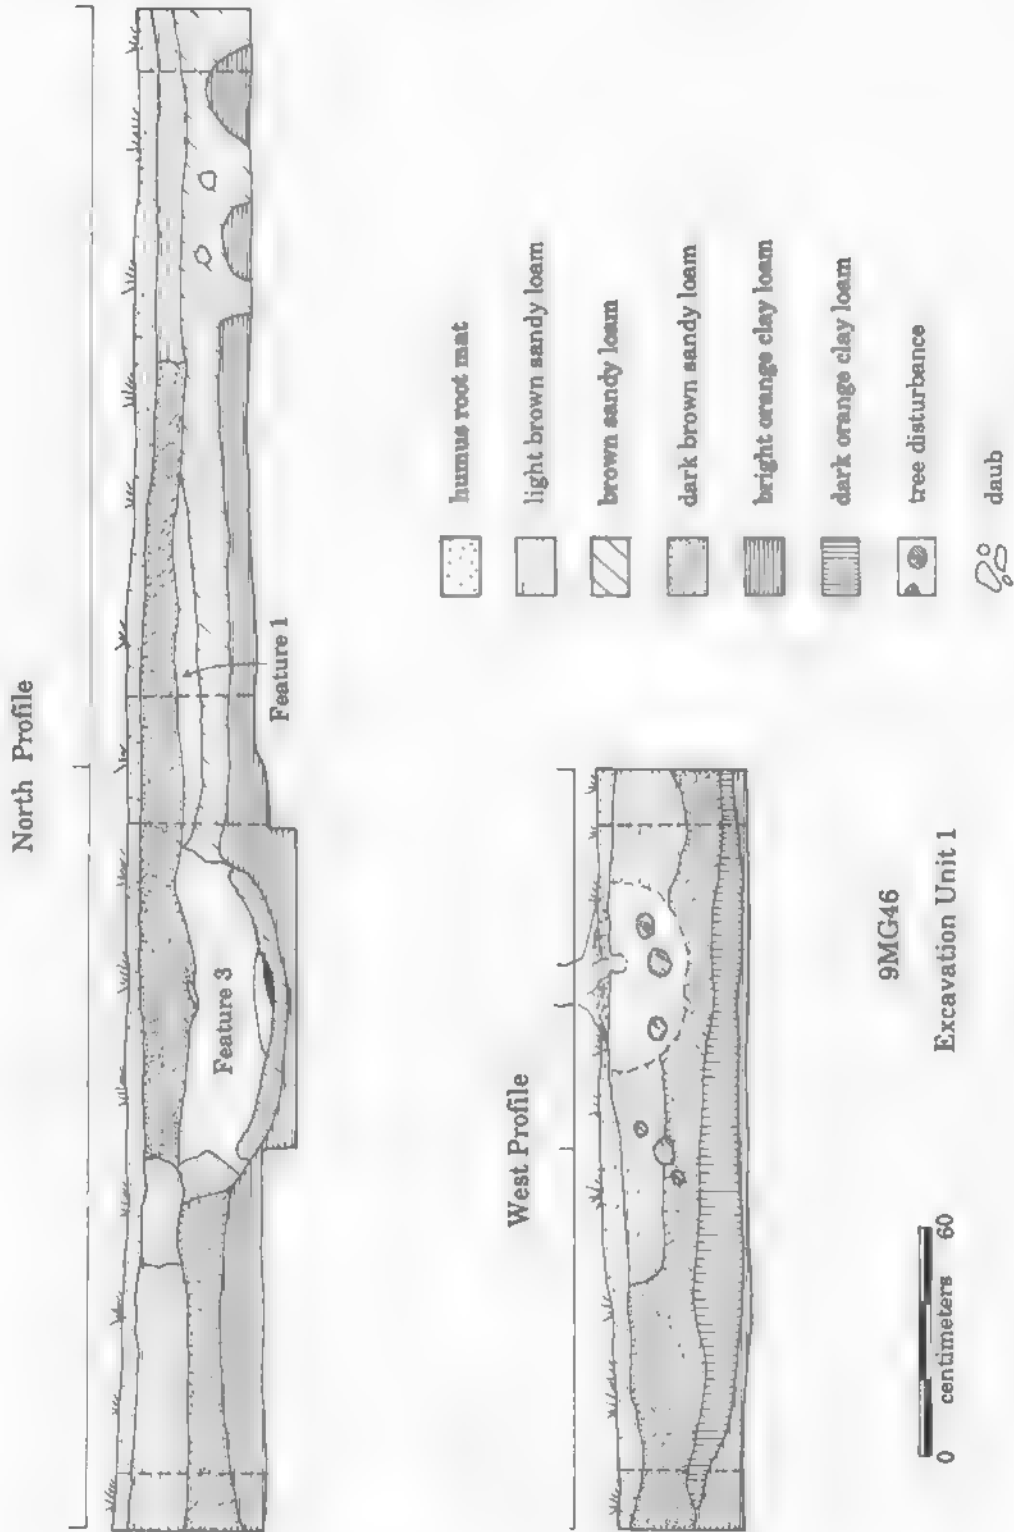 North Profile
Feature 3
Feature 1
West Profile
humus root mat
light brown sandy loam
brown sandy loam
dark brown sandy loam
bright orange clay loam
dark orange clay loam
tree disturbance
daub
0 centimeters 60
9MG46
Excavation Unit 1